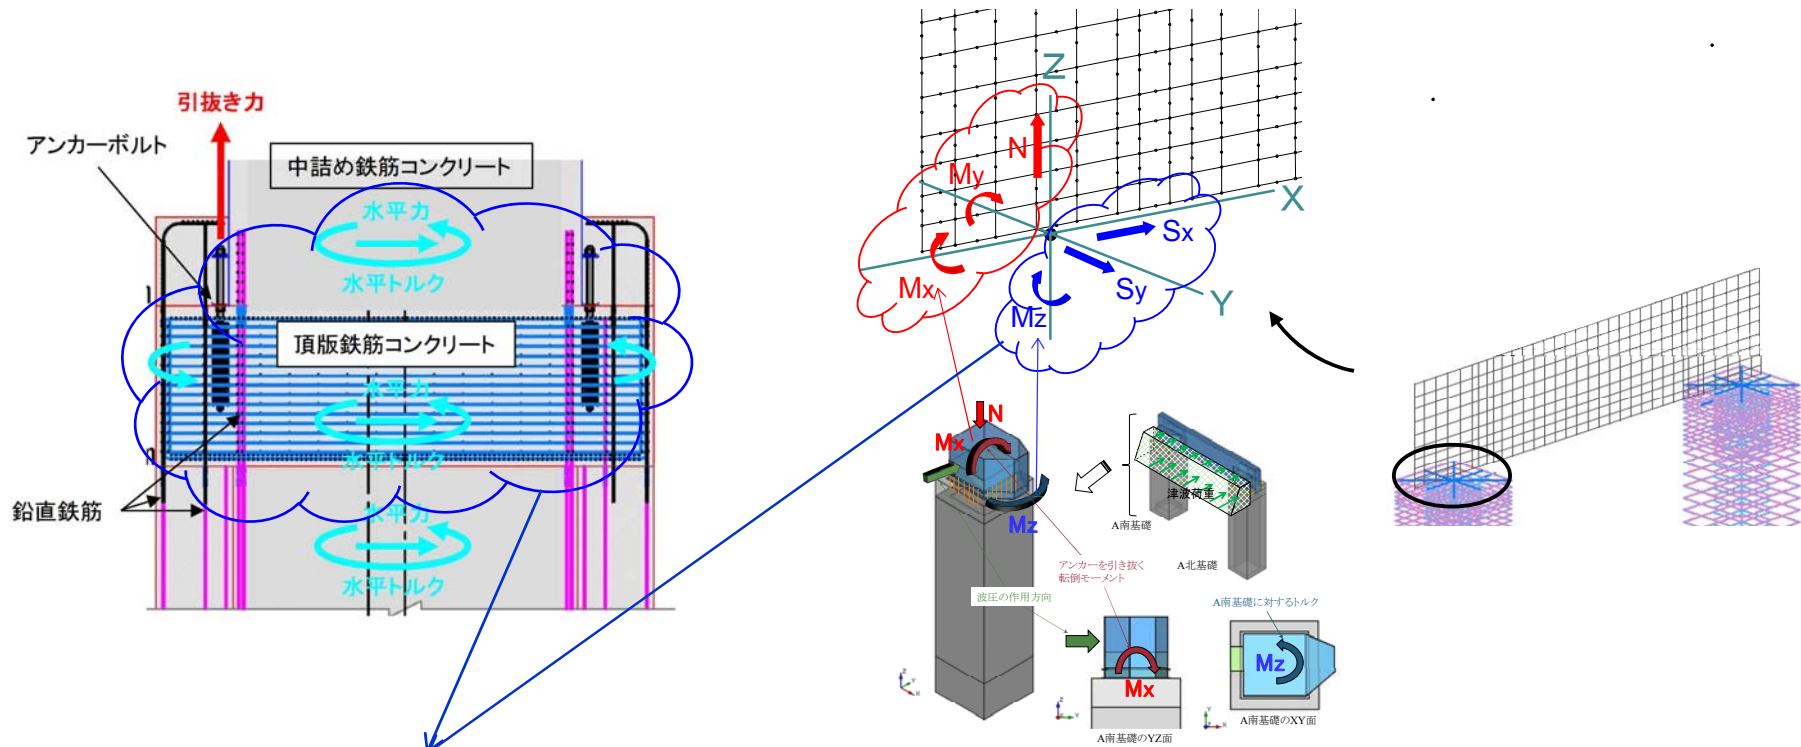 引抜き力
アンカーボルト
中詰め鉄筋コンクリート
水平力
水平トルク
頂版鉄筋コンクリート
水平力
水平トルク
鉛直鉄筋
水平力
水平トルク
Z
N
My
X
Sx
Mx
Sy
Y
Mz
N
Mx
Mz
津波荷重
A南基礎
A北基礎
アンカーを引き抜く
転倒モーメント
波圧の作用方向
A南基礎に対するトルク
Mx
Mz
A南基礎のYZ面
A南基礎のXY面